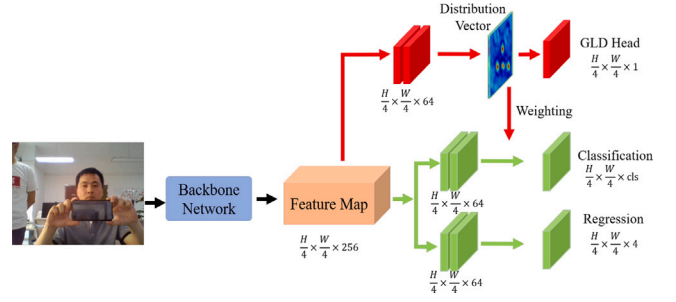 Distribution
Vector
GLD Head
H/4 × W/4 × 1
H/4 × W/4 × 64
Weighting
Classification
H/4 × W/4 × cls
H/4 × W/4 × 64
Backbone
Network
Feature Map
H/4 × W/4 × 256
Regression
H/4 × W/4 × 4
H/4 × W/4 × 64